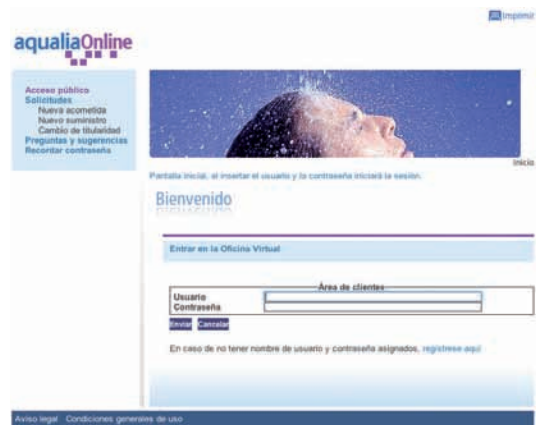 Imprimir
aqualiaOnline
Acceso público
Solicitudes
Nueva acometida
Nuevo suministro
Cambio de titularidad
Preguntas y sugerencias
Recordar contraseña
Inicio
Pantalla inicial, al insertar el usuario y la contraseña iniciará la sesión.
Bienvenido
Entrar en la Oficina Virtual
Área de clientes
Usuario
Contraseña
Enviar Cancelar
En caso de no tener nombre de usuario y contraseña asignados, regístrese aquí
Aviso legal Condiciones generales de uso